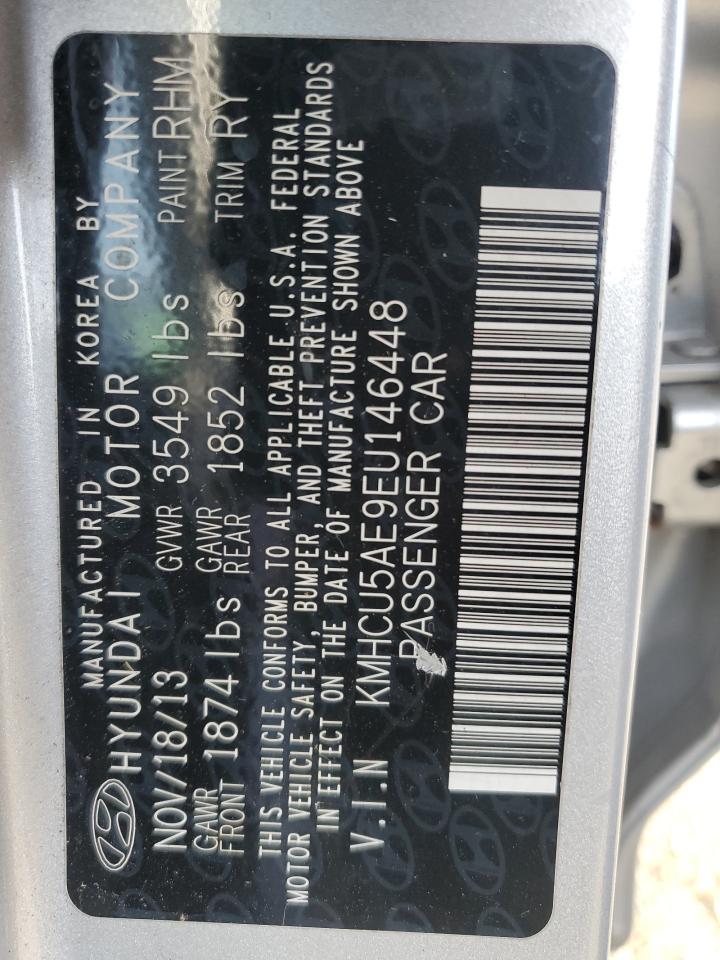 MANUFACTURED IN KOREA BY
HYUNDAI MOTOR COMPANY
NOV/18/13 GVWR 3549 lbs PAINT RHM
GAWR FRONT 1874 lbs GAWR REAR 1852 lbs TRIM RY
THIS VEHICLE CONFORMS TO ALL APPLICABLE U.S.A. FEDERAL
MOTOR VEHICLE SAFETY, BUMPER, AND THEFT PREVENTION STANDARDS
IN EFFECT ON THE DATE OF MANUFACTURE SHOWN ABOVE
V.I.N KMHCU5AE9EU146448
PASSENGER CAR